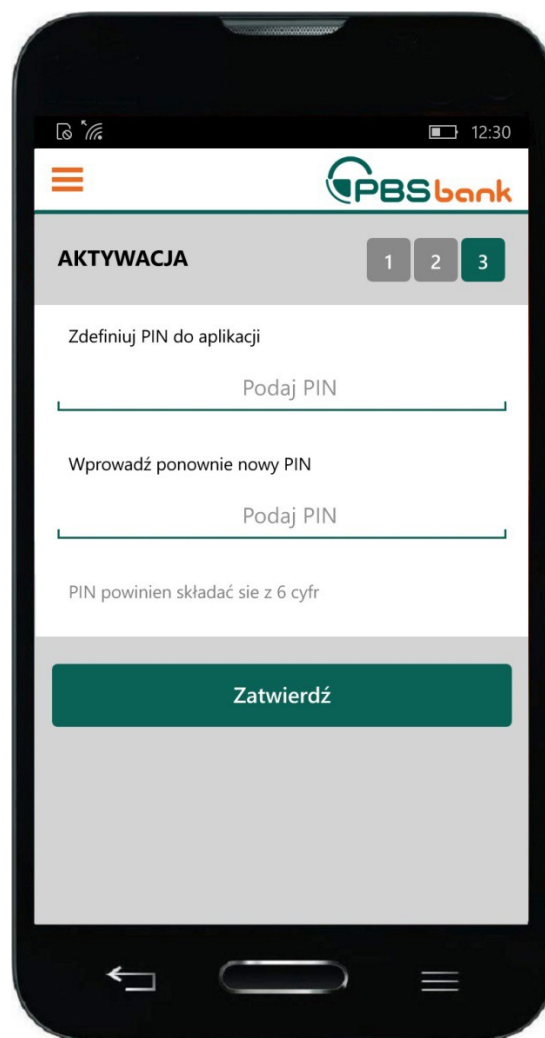 12:30
PBSbank
AKTYWACJA
1 2 3
Zdefiniuj PIN do aplikacji
Podaj PIN
Wprowadź ponownie nowy PIN
Podaj PIN
PIN powinien składać sie z 6 cyfr
Zatwierdź